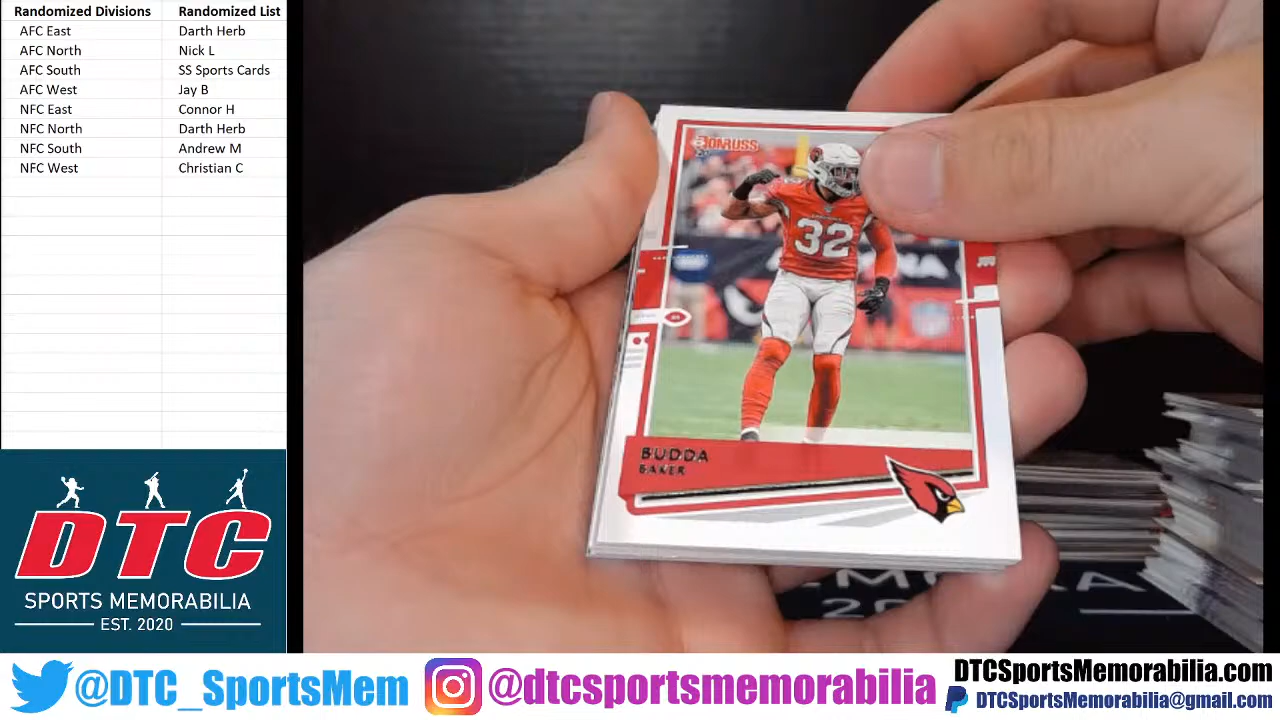 Randomized Divisions Randomized List
AFC East Darth Herb
AFC North Nick L
AFC South SS Sports Cards
AFC West Jay B
NFC East Connor H
NFC North Darth Herb
NFC South Andrew M
NFC West Christian C
DONRUSS
32
BUDDA
BAKER
DTC
SPORTS MEMORABILIA
EST. 2020
@DTC_SportsMem
@dtcsportsmemorabilia
DTCSportsMemorabilia.com
DTCSportsMemorabilia@gmail.com